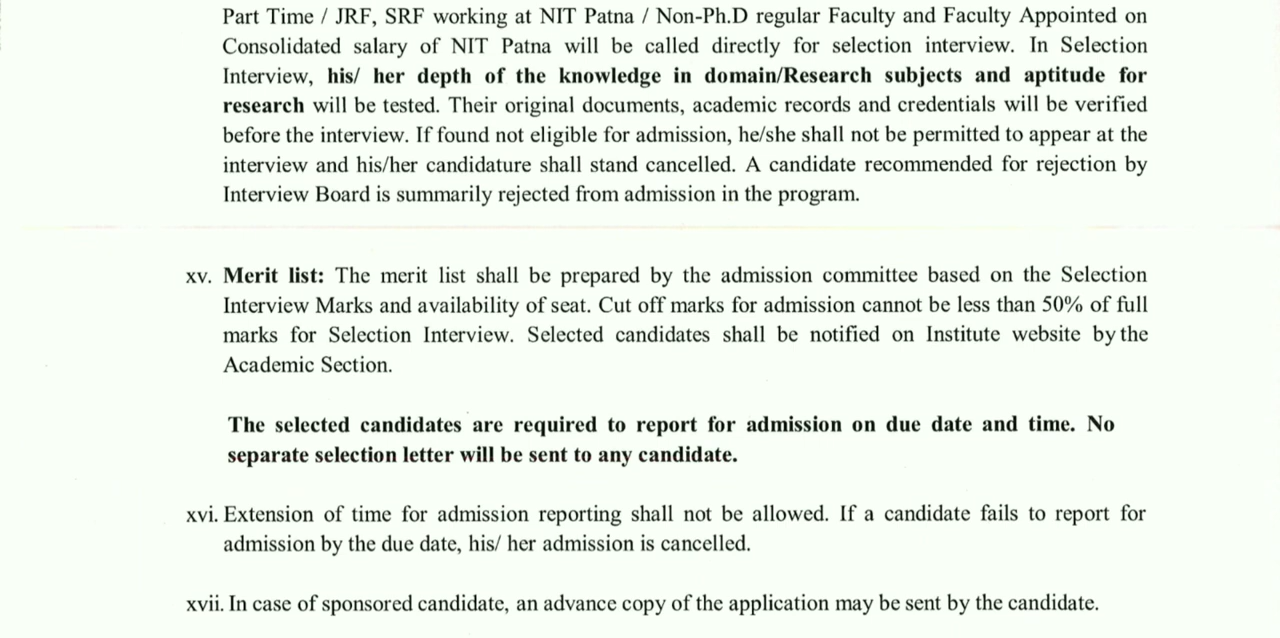 Part Time / JRF, SRF working at NIT Patna / Non-Ph.D regular Faculty and Faculty Appointed on
Consolidated salary of NIT Patna will be called directly for selection interview. In Selection
Interview, his/ her depth of the knowledge in domain/Research subjects and aptitude for
research will be tested. Their original documents, academic records and credentials will be verified
before the interview. If found not eligible for admission, he/she shall not be permitted to appear at the
interview and his/her candidature shall stand cancelled. A candidate recommended for rejection by
Interview Board is summarily rejected from admission in the program.
xv. Merit list: The merit list shall be prepared by the admission committee based on the Selection
Interview Marks and availability of seat. Cut off marks for admission cannot be less than 50% of full
marks for Selection Interview. Selected candidates shall be notified on Institute website by the
Academic Section.
The selected candidates are required to report for admission on due date and time. No
separate selection letter will be sent to any candidate.
xvi. Extension of time for admission reporting shall not be allowed. If a candidate fails to report for
admission by the due date, his/ her admission is cancelled.
xvii. In case of sponsored candidate, an advance copy of the application may be sent by the candidate.